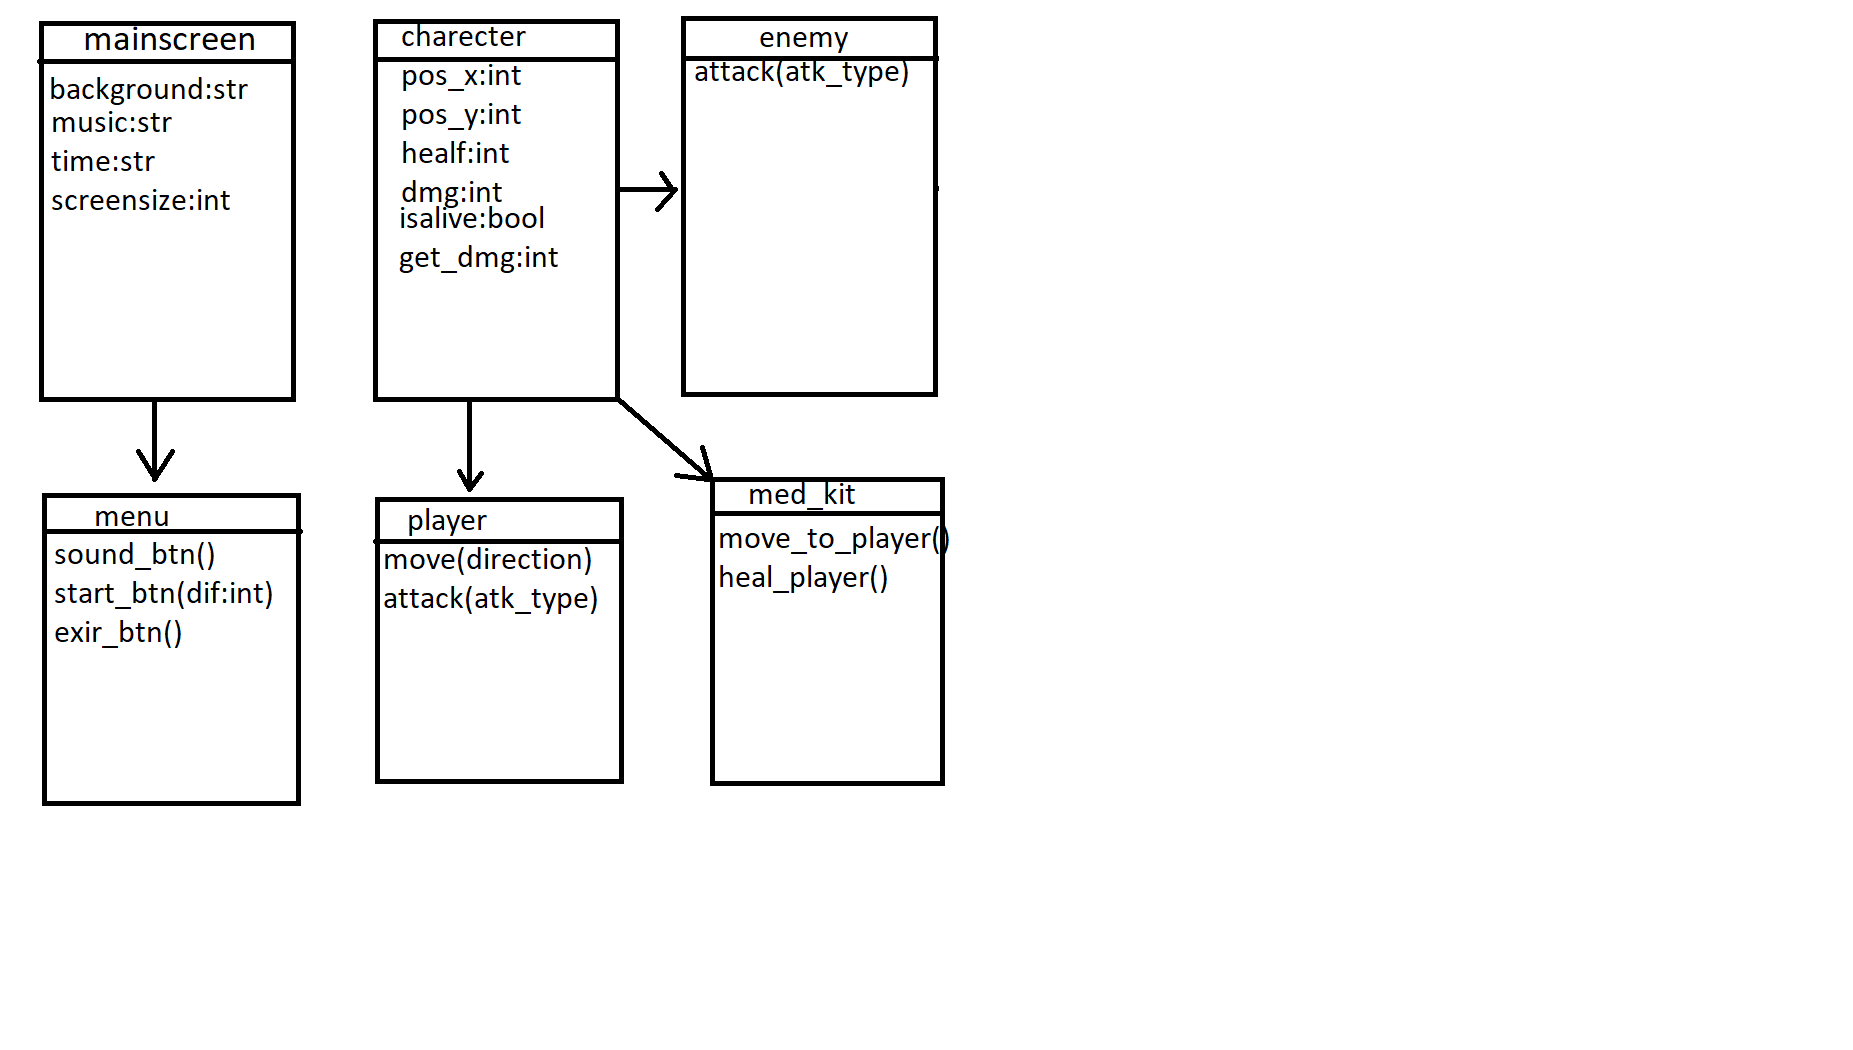 mainscreen
background:str
music:str
time:str
screensize:int
charecter
pos_x:int
pos_y:int
healf:int
dmg:int
isalive:bool
get_dmg:int
enemy
attack(atk_type)
menu
sound_btn()
start_btn(dif:int)
exir_btn()
player
move(direction)
attack(atk_type)
med_kit
move_to_player()
heal_player()